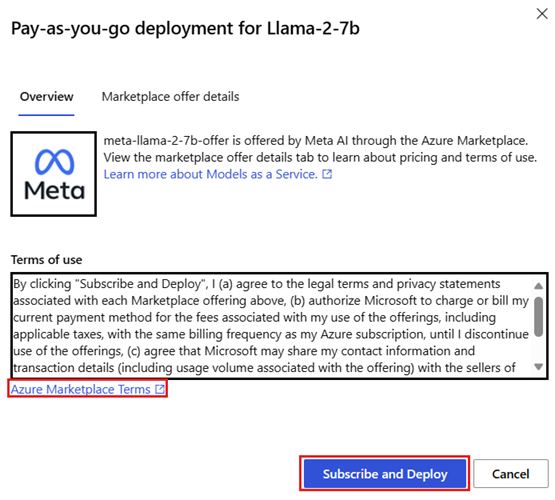 Pay-as-you-go deployment for Llama-2-7b
Overview
Marketplace offer details
Meta
meta-llama-2-7b-offer is offered by Meta AI through the Azure Marketplace.
View the marketplace offer details tab to learn about pricing and terms of use.
Learn more about Models as a Service.
Terms of use
By clicking "Subscribe and Deploy", I (a) agree to the legal terms and privacy statements
associated with each Marketplace offering above, (b) authorize Microsoft to charge or bill my
current payment method for the fees associated with my use of the offerings, including
applicable taxes, with the same billing frequency as my Azure subscription, until I discontinue
use of the offerings, (c) agree that Microsoft may share my contact information and
transaction details (including usage volume associated with the offering) with the sellers of
Azure Marketplace Terms
Subscribe and Deploy
Cancel